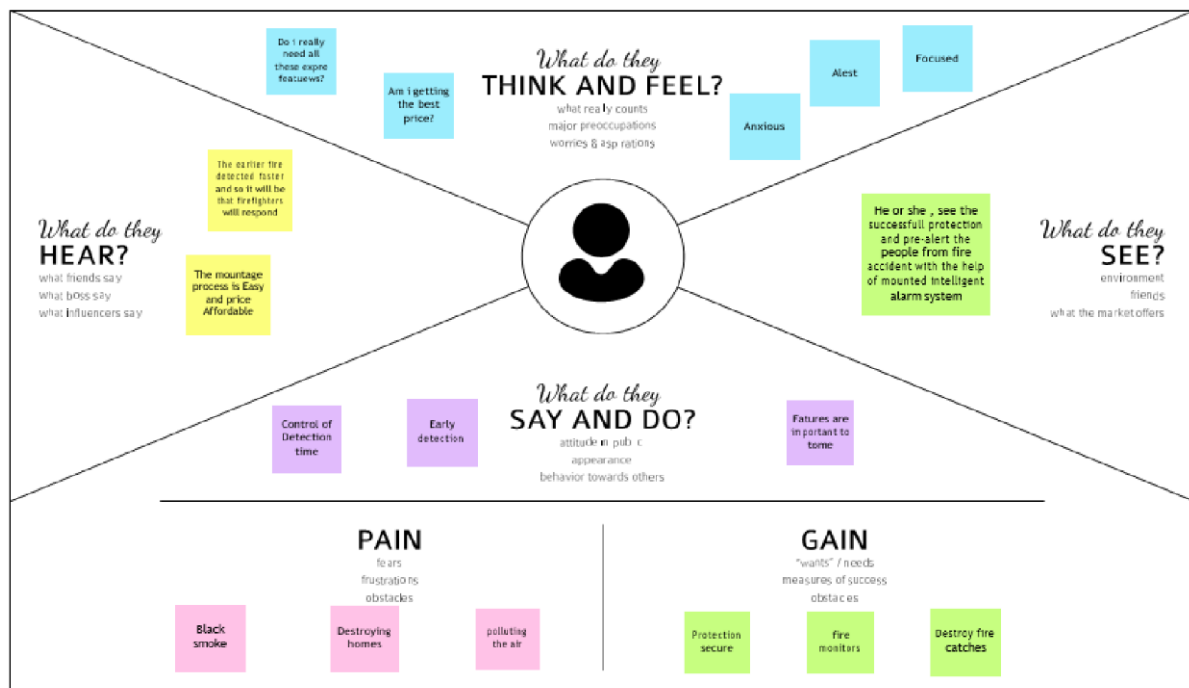 What do they
THINK AND FEEL?
what really counts
major preoccupations
worries & asp rations
Do i really
need all
these expre
featuews?
Am i getting
the best
price?
Anxious
Alest
Focused
What do they
HEAR?
what friends say
what boss say
what influencers say
The earlier fire
detected faster
and so it will be
that firefighters
will respond
The mountage
process is Easy
and price
Affordable
What do they
SEE?
environment
friends
what the market offers
He or she , see the
successfull protection
and pre-alert the
people from fire
accident with the help
of mounted intelligent
alarm system
What do they
SAY AND DO?
attitude in pub c
appearance
behavior towards others
Control of
Detection
time
Early
detection
Fatures are
in portant to
tome
PAIN
fears
frustrations
obstacles
Black
smoke
Destroying
homes
polluting
the air
GAIN
"wants" / needs
measures of success
obstacles
Protection
secure
fire
monitors
Destroy fire
catches